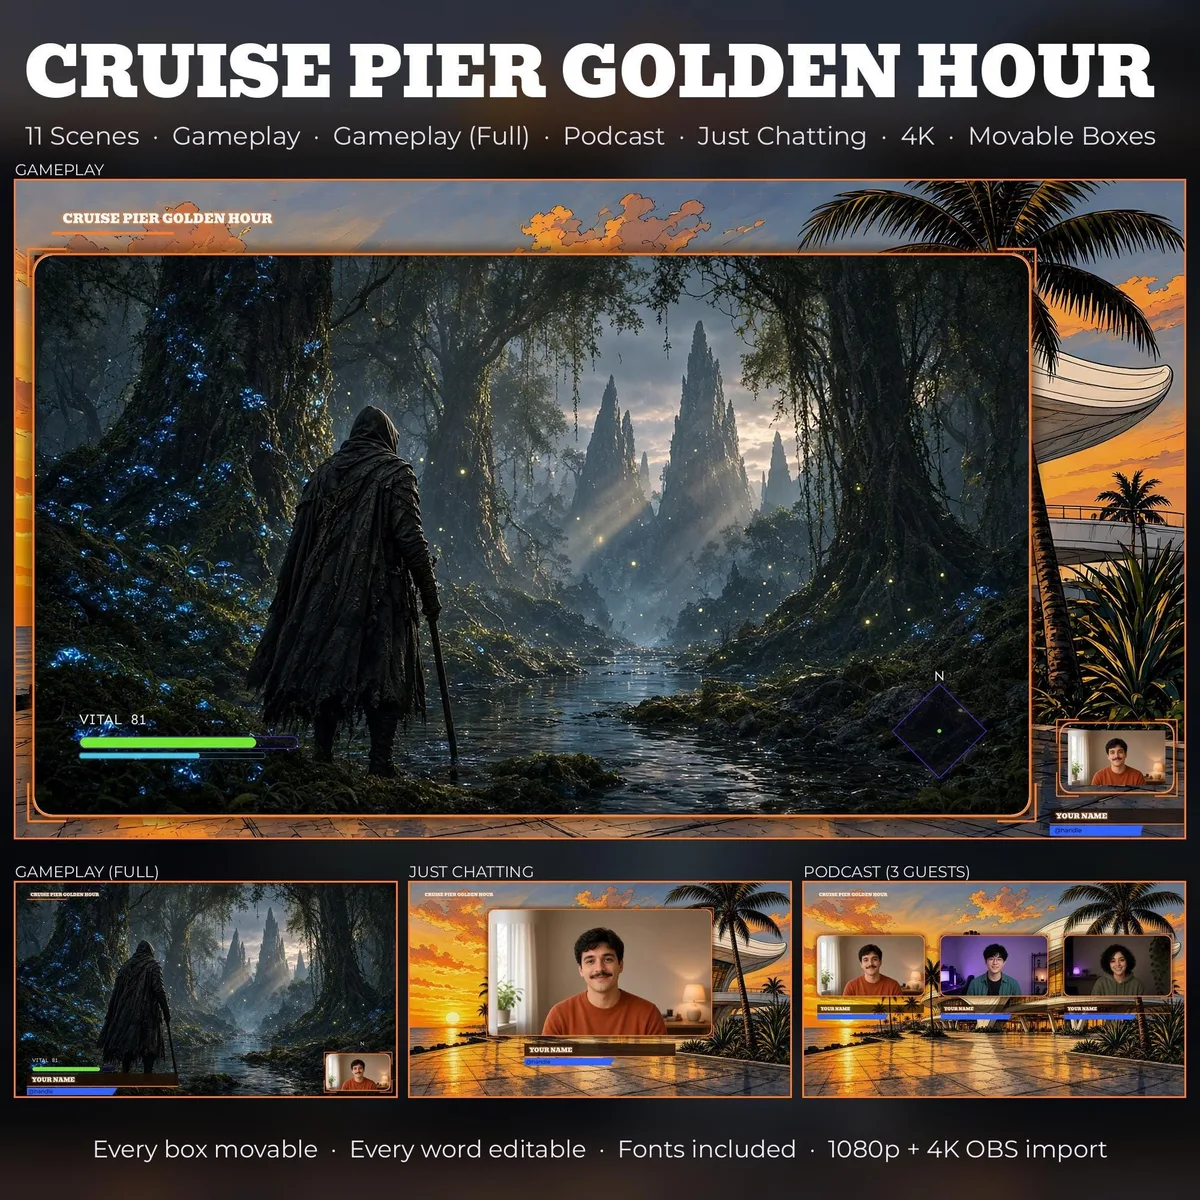 CRUISE PIER GOLDEN HOUR
11 Scenes · Gameplay · Gameplay (Full) · Podcast · Just Chatting · 4K · Movable Boxes
GAMEPLAY
CRUISE PIER GOLDEN HOUR
VITAL 81
N
YOUR NAME
@handle
GAMEPLAY (FULL)
JUST CHATTING
PODCAST (3 GUESTS)
CRUISE PIER GOLDEN HOUR
CRUISE PIER GOLDEN HOUR
CRUISE PIER GOLDEN HOUR
VITAL 81
N
YOUR NAME
@handle
YOUR NAME
@handle
YOUR NAME
YOUR NAME
YOUR NAME
Every box movable · Every word editable · Fonts included · 1080p + 4K OBS import